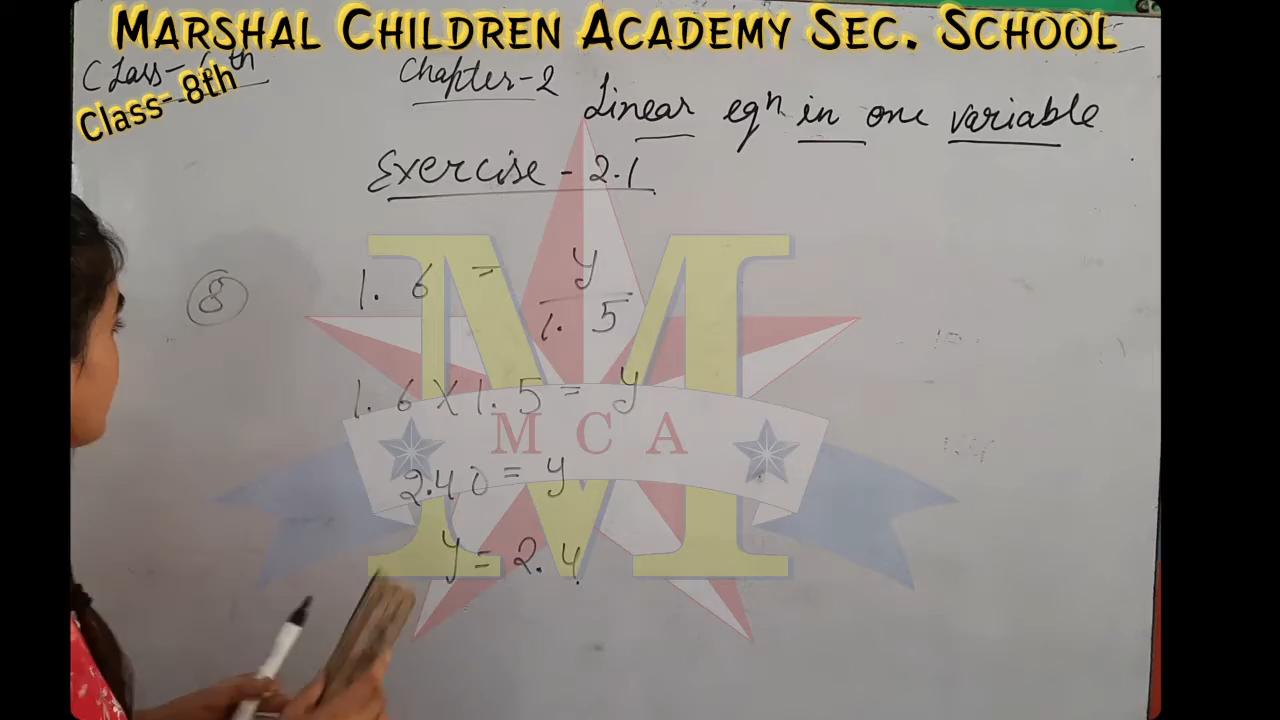 MARSHAL CHILDREN ACADEMY SEC. SCHOOL
Class-
Class- 8th
Chapter-2
Linear eqⁿ in one variable
Exercise - 2.1
8
1.6 = y/1.5
1.6 x 1.5 = y
M C A
2.40 = y
y = 2.4